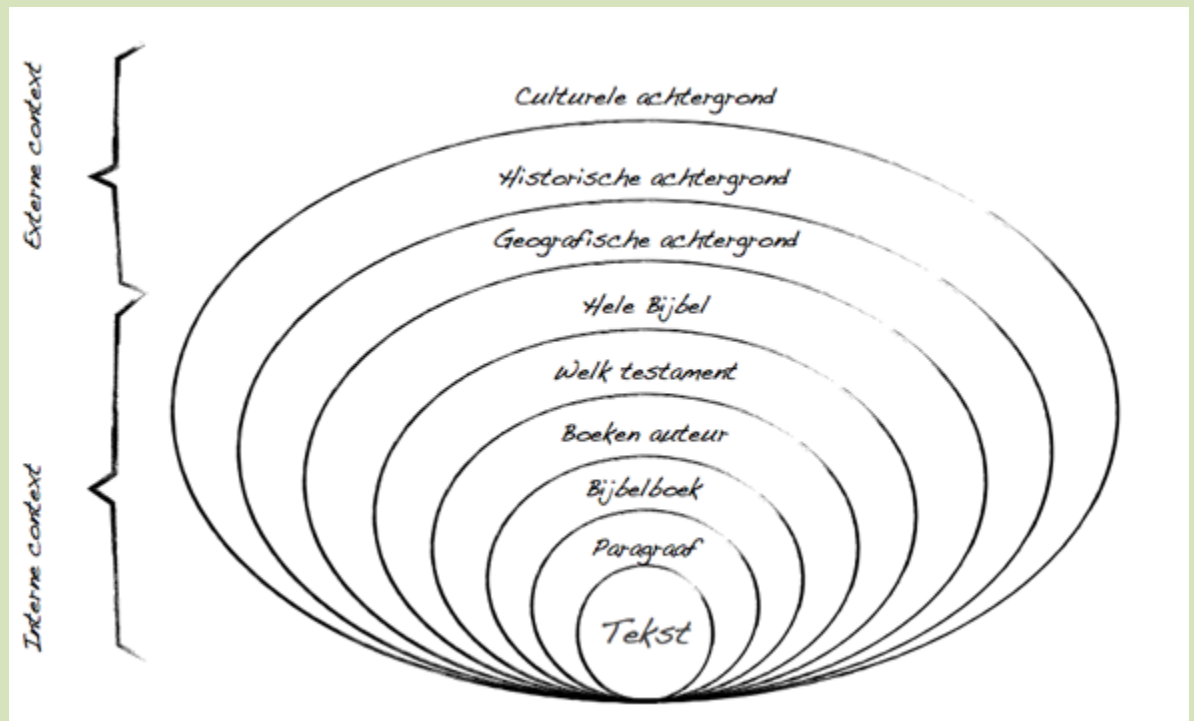 Externe context
Culturele achtergrond
Historische achtergrond
Geografische achtergrond
Hele Bijbel
Welk testament
Boeken auteur
Bijbelboek
Paragraaf
Tekst
Interne context